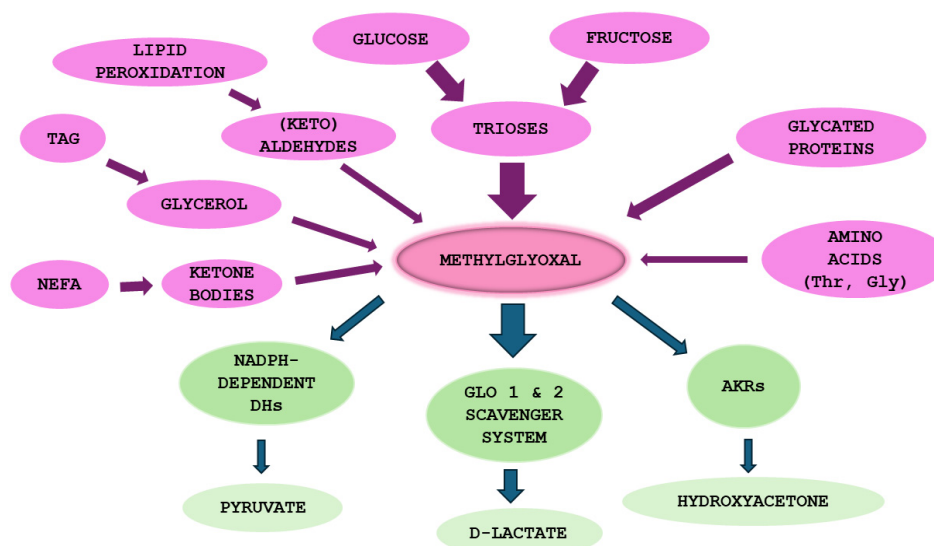 LIPID
PEROXIDATION
GLUCOSE
FRUCTOSE
TAG
(KETO)
ALDEHYDES
TRIOSES
GLYCATED
PROTEINS
GLYCEROL
NEFA
KETONE
BODIES
METHYLGLYOXAL
AMINO
ACIDS
(Thr, Gly)
NADPH-
DEPENDENT
DHs
GLO 1 & 2
SCAVENGER
SYSTEM
AKRs
PYRUVATE
D-LACTATE
HYDROXYACETONE